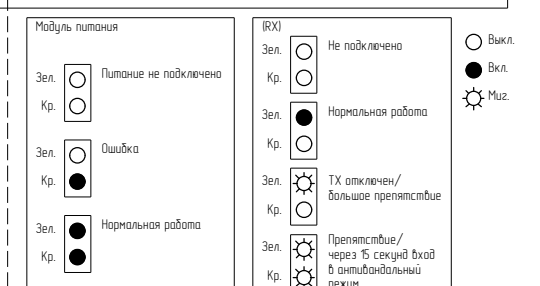 Модуль питания
Зел.
Питание не подключено
Кр.
Зел.
Ошибка
Кр.
Зел.
Нормальная работа
Кр.
(RX)
Зел.
Не подключено
Кр.
Зел.
Нормальная работа
Кр.
Зел.
TX отключен/
большое препятствие
Кр.
Зел.
Препятствие/
через 15 секунд вход
Кр.
в антивандальный
режим
Выкл.
Вкл.
Миг.